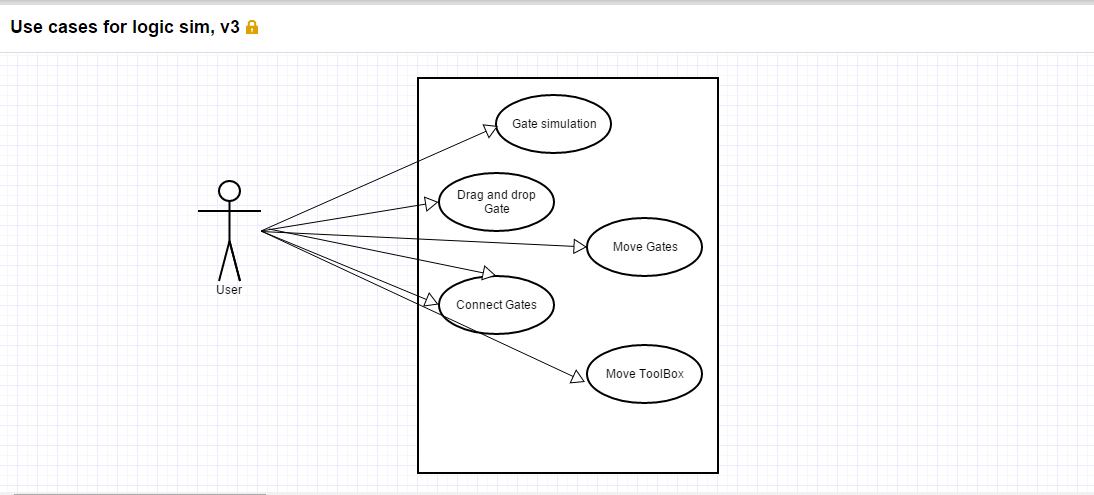 Use cases for logic sim, v3
Gate simulation
Drag and drop
Gate
Move Gates
User
Connect Gates
Move ToolBox